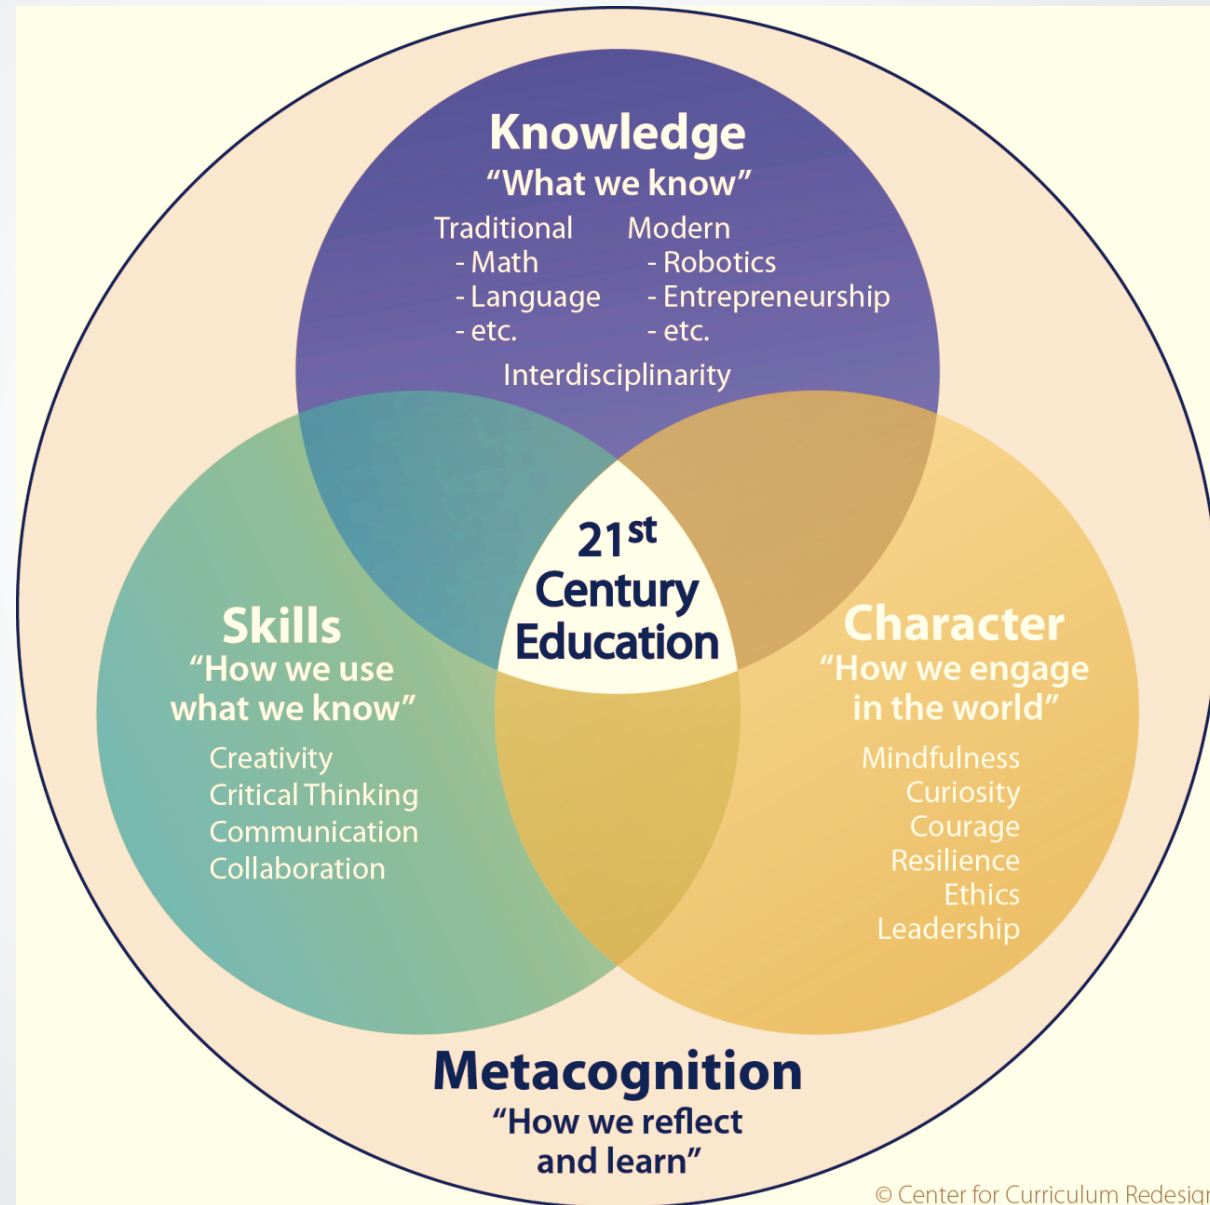 Knowledge
“What we know”
Traditional
- Math
- Language
- etc.
Modern
- Robotics
- Entrepreneurship
- etc.
Interdisciplinarity
21st
Century
Education
Skills
“How we use
what we know”
Creativity
Critical Thinking
Communication
Collaboration
Character
“How we engage
in the world”
Mindfulness
Curiosity
Courage
Resilience
Ethics
Leadership
Metacognition
“How we reflect
and learn”
© Center for Curriculum Redesign